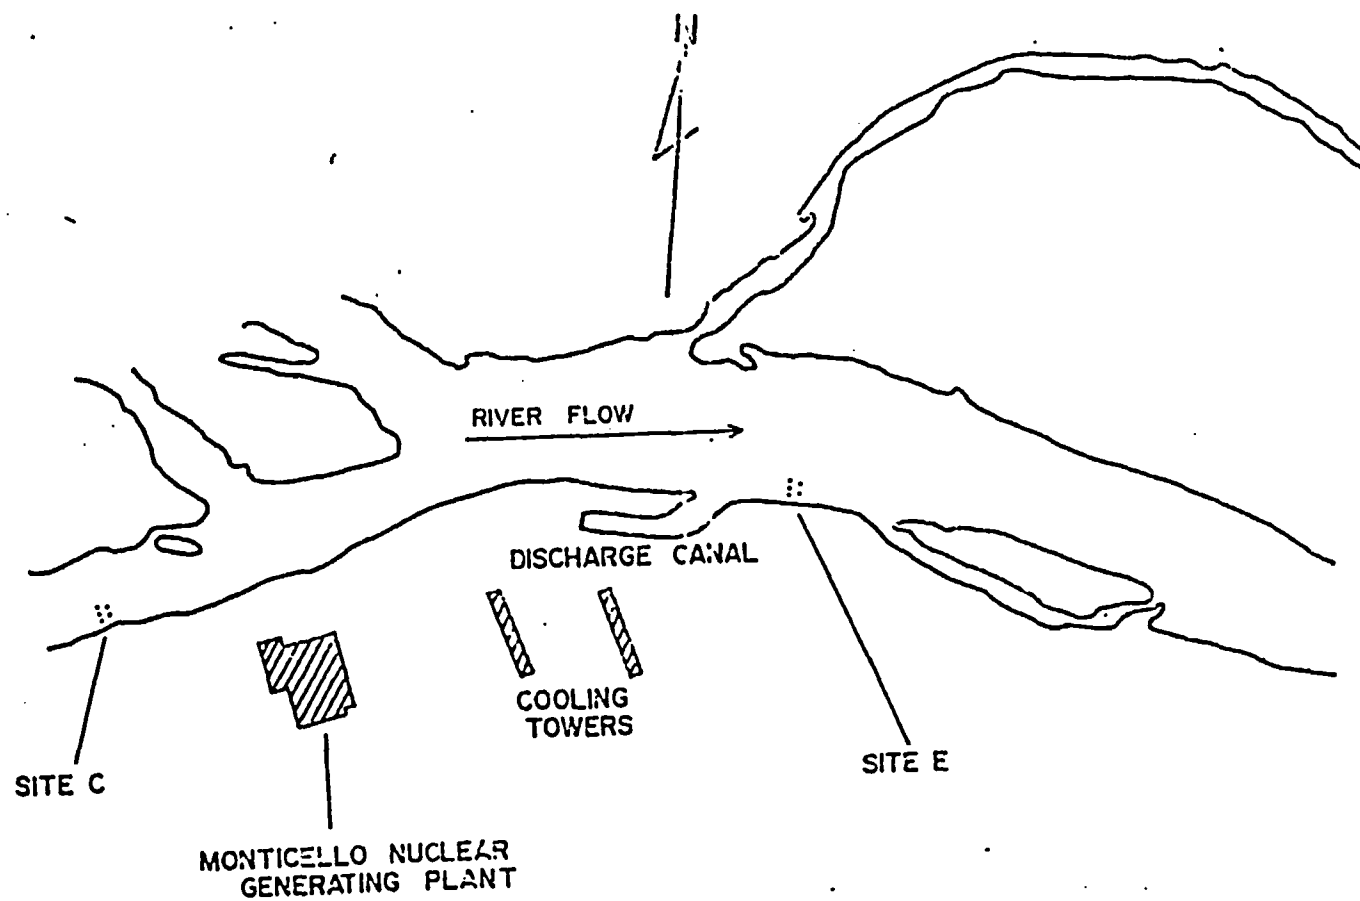 N
RIVER FLOW
DISCHARGE CANAL
COOLING
TOWERS
SITE E
SITE C
MONTICELLO NUCLEAR
GENERATING PLANT